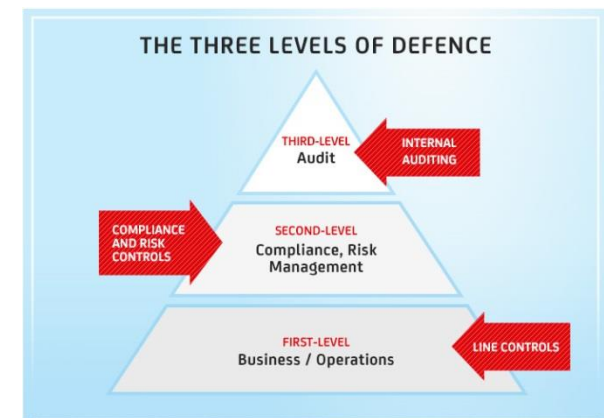 THE THREE LEVELS OF DEFENCE
THIRD-LEVEL
Audit
INTERNAL
AUDITING
COMPLIANCE
AND RISK
CONTROLS
SECOND-LEVEL
Compliance, Risk
Management
FIRST-LEVEL
Business / Operations
LINE CONTROLS